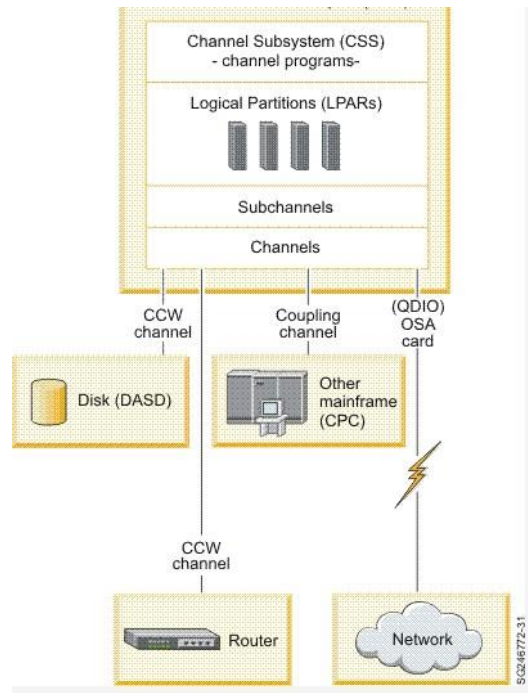 Channel Subsystem (CSS)
- channel programs-
Logical Partitions (LPARs)
Subchannels
Channels
CCW
channel
Coupling
channel
(QDIO)
OSA
card
Disk (DASD)
Other
mainframe
(CPC)
CCW
channel
Router
Network
SG246772-31